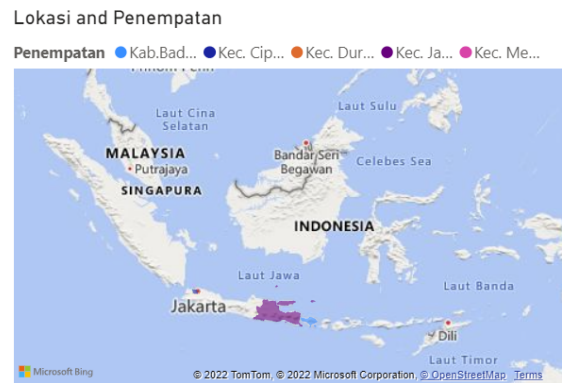 Lokasi and Penempatan
Penempatan Kab.Bad... Kec. Cip... Kec. Dur... Kec. Ja... Kec. Me...
Laut Sulu
Laut Cina
Selatan
MALAYSIA
Putrajaya
Bandar Seri
Begawan
Celebes Sea
SINGAPURA
INDONESIA
Laut Jawa
Laut Banda
Jakarta
Dili
Laut Timor
Microsoft Bing
© 2022 TomTom, © 2022 Microsoft Corporation, © OpenStreetMap Terms